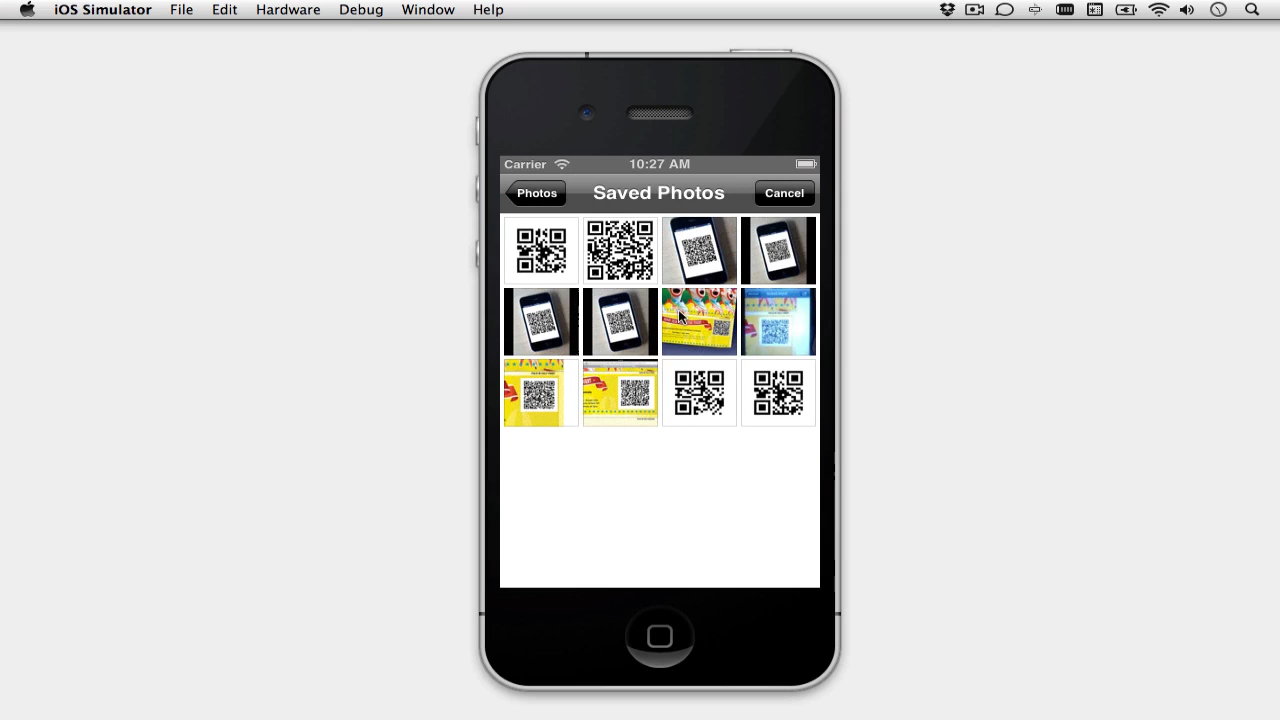 iOS Simulator File Edit Hardware Debug Window Help
Carrier 10:27 AM
Photos Saved Photos Cancel